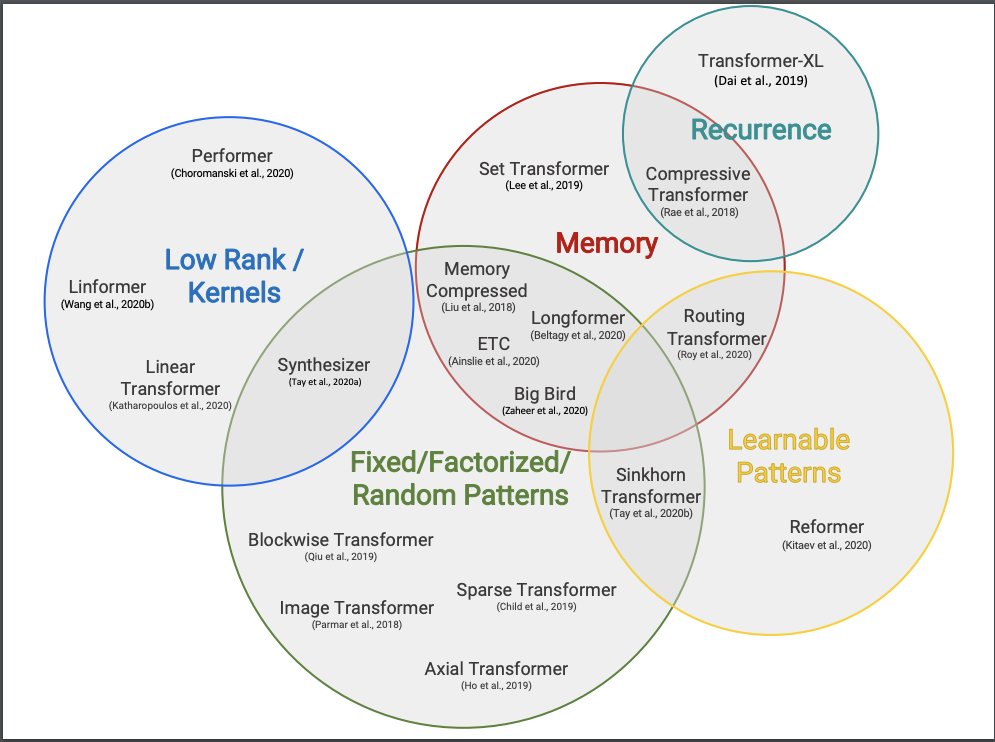 Transformer-XL
(Dai et al., 2019)
Recurrence
Compressive
Transformer
(Rae et al., 2018)
Performer
(Choromanski et al., 2020)
Low Rank /
Kernels
Linformer
(Wang et al., 2020b)
Linear
Transformer
(Katharopoulos et al., 2020)
Synthesizer
(Tay et al., 2020a)
Set Transformer
(Lee et al., 2019)
Memory
Memory
Compressed
(Liu et al., 2018)
Longformer
(Beltagy et al., 2020)
ETC
(Ainslie et al., 2020)
Big Bird
(Zaheer et al., 2020)
Routing
Transformer
(Roy et al., 2020)
Learnable
Patterns
Fixed/Factorized/
Random Patterns
Sinkhorn
Transformer
(Tay et al., 2020b)
Reformer
(Kitaev et al., 2020)
Blockwise Transformer
(Qiu et al., 2019)
Sparse Transformer
(Child et al., 2019)
Image Transformer
(Parmar et al., 2018)
Axial Transformer
(Ho et al., 2019)